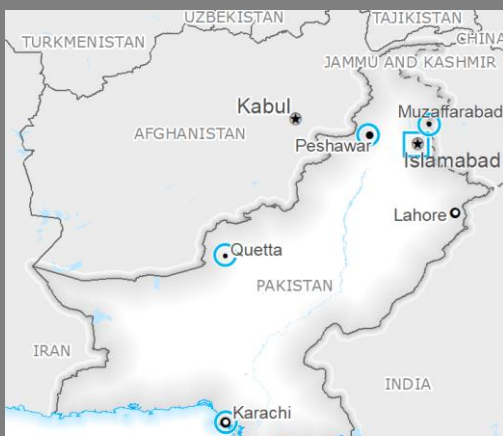 UZBEKISTAN
TAJIKISTAN
TURKMENISTAN
CHINA
JAMMU AND KASHMIR
Kabul
Muzaffarabad
AFGHANISTAN
Peshawar
Islamabad
Lahore
Quetta
PAKISTAN
IRAN
INDIA
Karachi